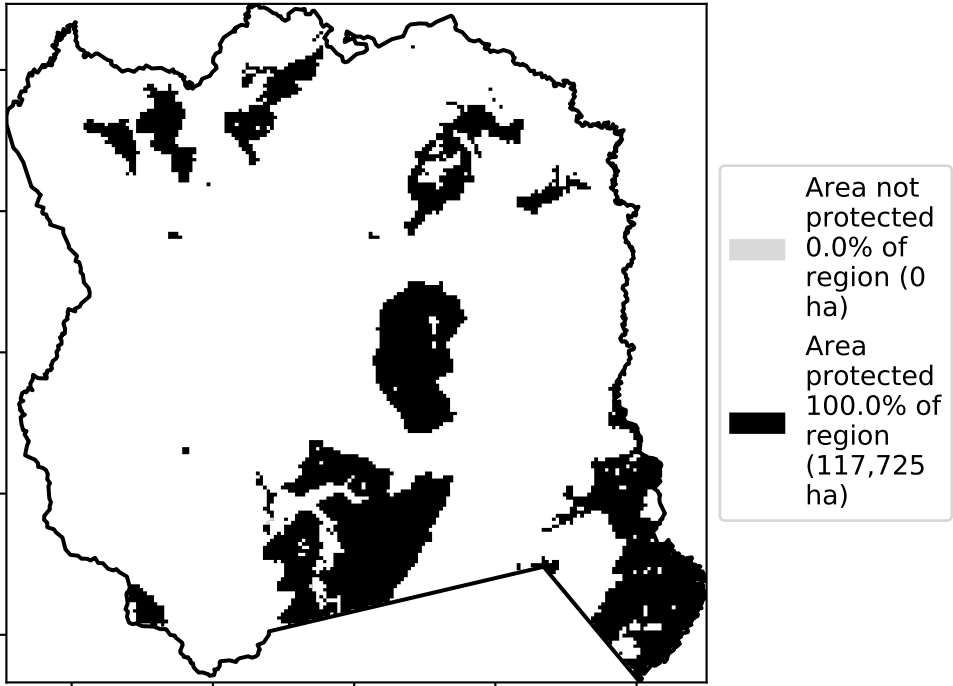 Area not
protected
0.0% of
region (0
ha)
Area
protected
100.0% of
region
(117,725
ha)